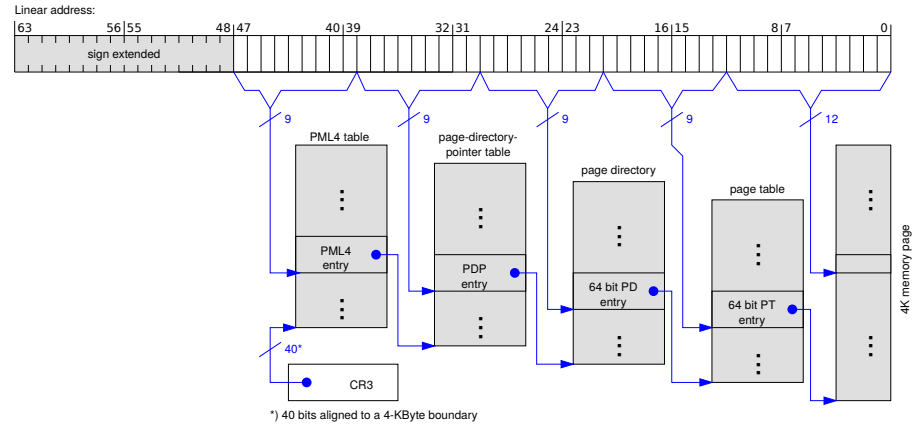 Linear address:
63 56 55 48 47 40 39 32 31 24 23 16 15 8 7 0
sign extended
9 9 9 9 12
PML4 table
page-directory-
pointer table
page directory
page table
PML4
entry
PDP
entry
64 bit PD
entry
64 bit PT
entry
4K memory page
40*
CR3
*) 40 bits aligned to a 4-KByte boundary